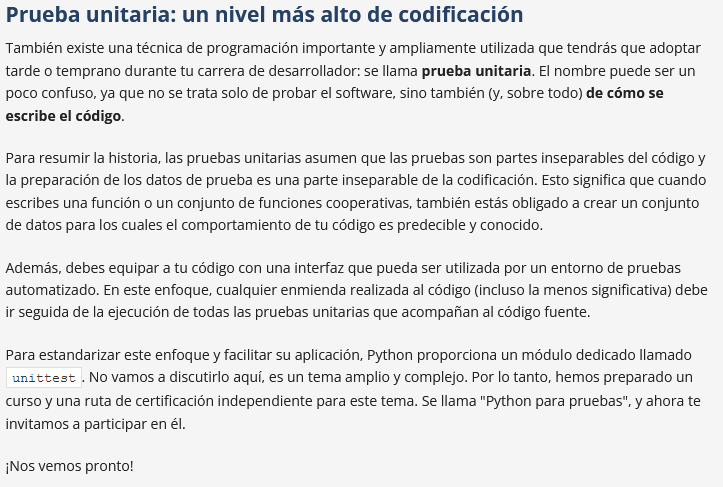 Prueba unitaria: un nivel más alto de codificación
También existe una técnica de programación importante y ampliamente utilizada que tendrás que adoptar
tarde o temprano durante tu carrera de desarrollador: se llama prueba unitaria. El nombre puede ser un
poco confuso, ya que no se trata solo de probar el software, sino también (y, sobre todo) de cómo se
escribe el código.
Para resumir la historia, las pruebas unitarias asumen que las pruebas son partes inseparables del código y
la preparación de los datos de prueba es una parte inseparable de la codificación. Esto significa que cuando
escribes una función o un conjunto de funciones cooperativas, también estás obligado a crear un conjunto
de datos para los cuales el comportamiento de tu código es predecible y conocido.
Además, debes equipar a tu código con una interfaz que pueda ser utilizada por un entorno de pruebas
automatizado. En este enfoque, cualquier enmienda realizada al código (incluso la menos significativa) debe
ir seguida de la ejecución de todas las pruebas unitarias que acompañan al código fuente.
Para estandarizar este enfoque y facilitar su aplicación, Python proporciona un módulo dedicado llamado
unittest. No vamos a discutirlo aquí, es un tema amplio y complejo. Por lo tanto, hemos preparado un
curso y una ruta de certificación independiente para este tema. Se llama "Python para pruebas", y ahora te
invitamos a participar en él.
¡Nos vemos pronto!